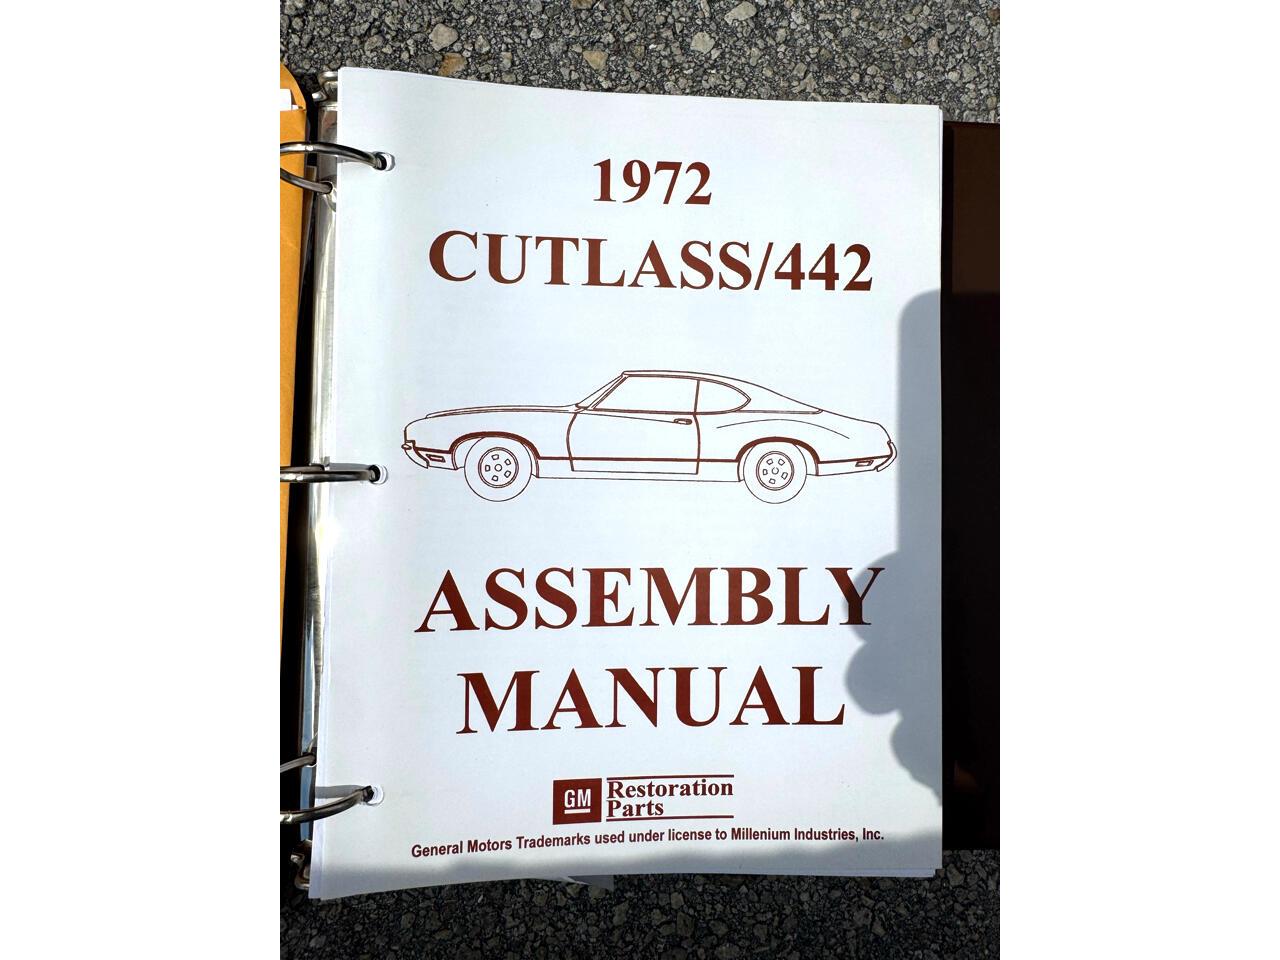 1972
CUTLASS/442
ASSEMBLY
MANUAL
GM
Restoration
Parts
General Motors Trademarks used under license to Millenium Industries, Inc.